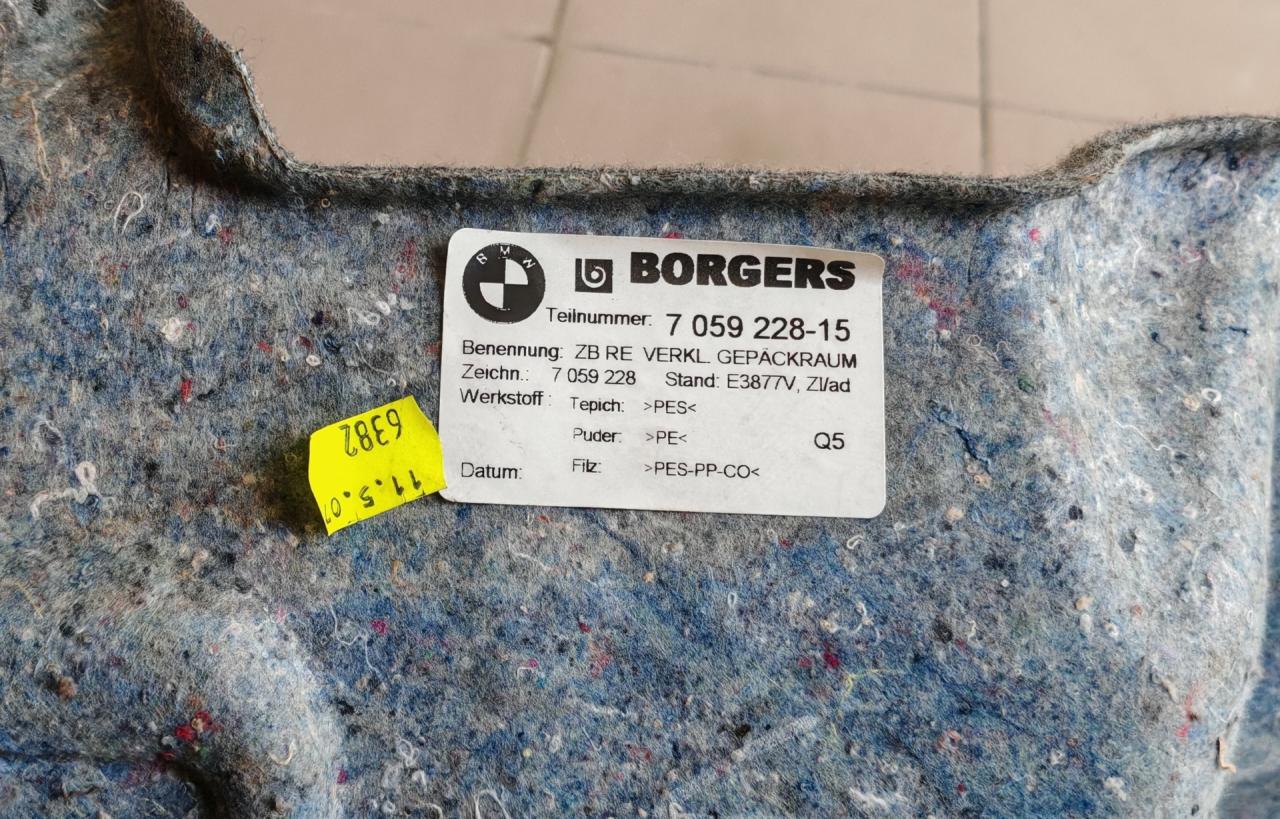 BMW
BORGERS
Teilnummer: 7 059 228-15
Benennung: ZB RE VERKL. GEPÄCKRAUM
Zeichn.: 7 059 228 Stand: E3877V, ZI/ad
Werkstoff: Tepich: >PES<
Puder: >PE< Q5
Datum: Filz: >PES-PP-CO<
6382
11.5.07